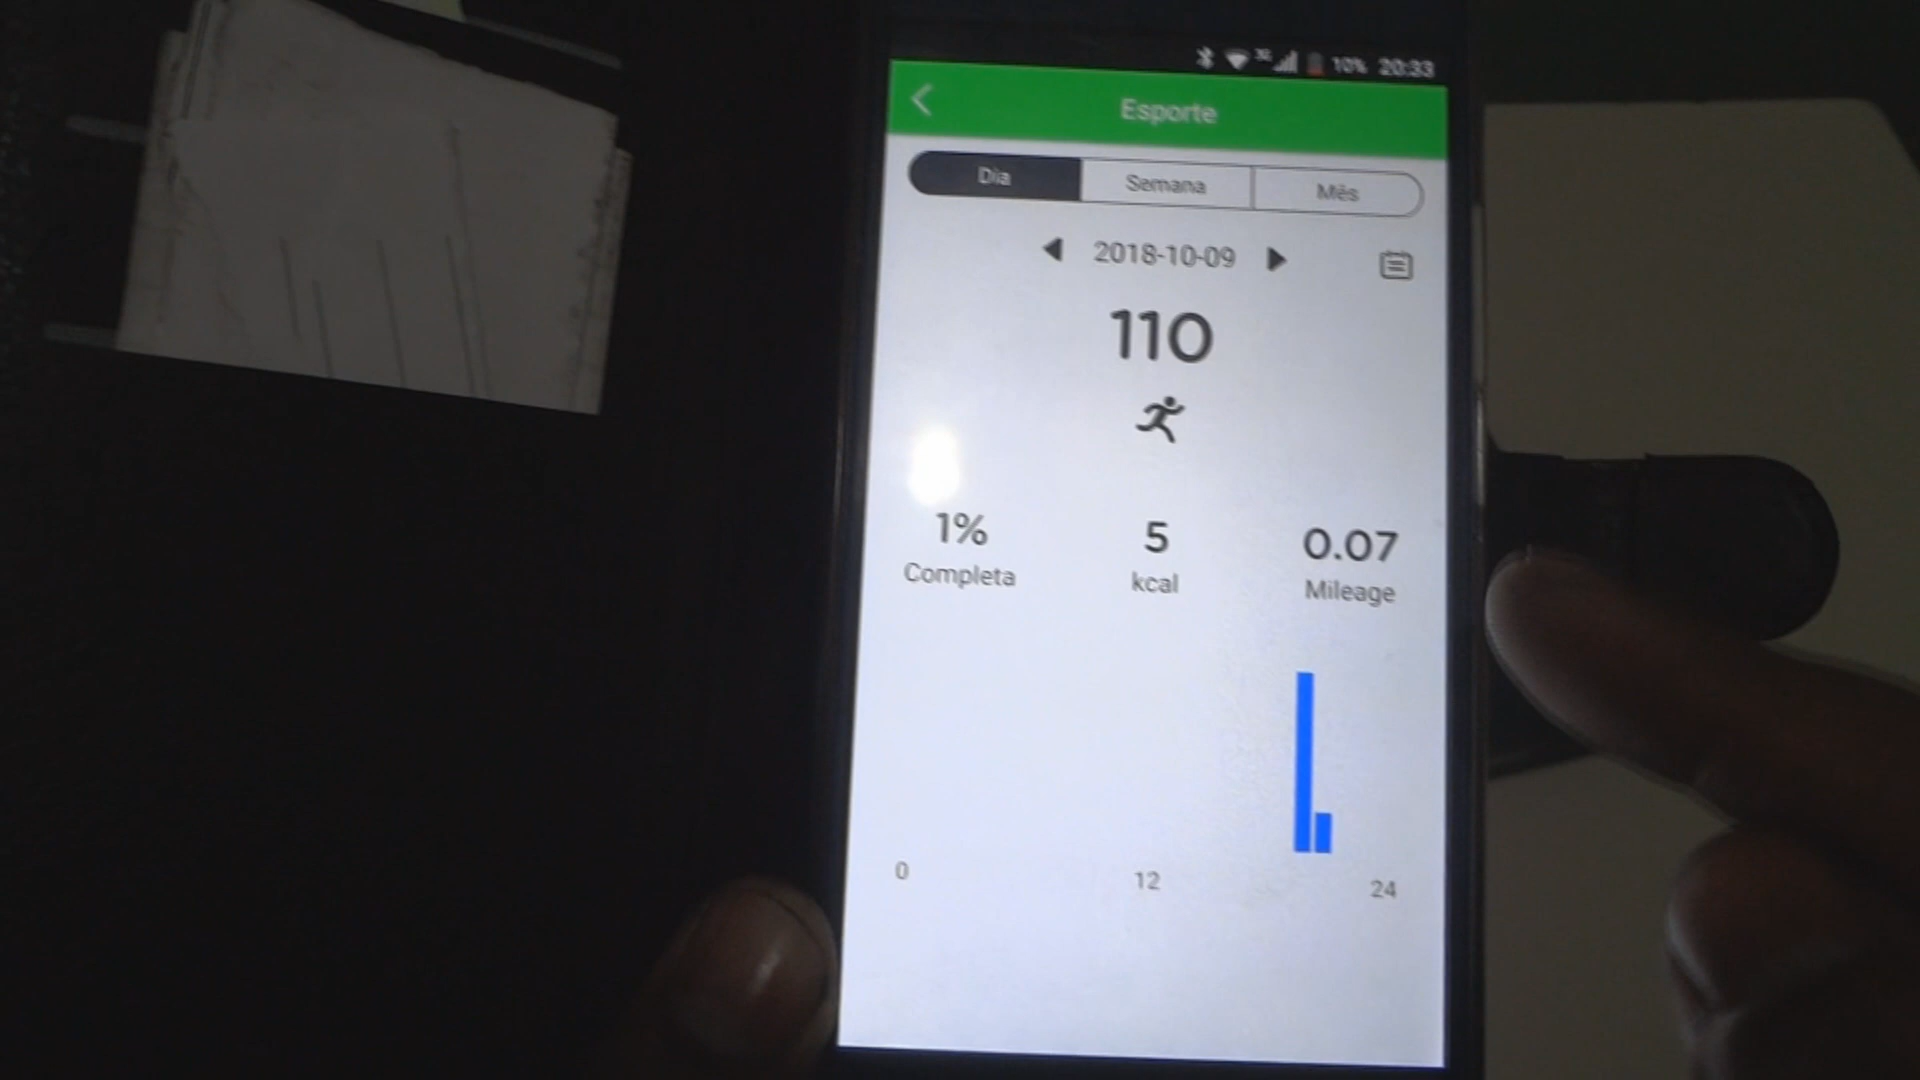 3G 10% 20:33
Esporte
Dia Semana Mês
2018-10-09
110
1% 5 0.07
Completa kcal Mileage
0 12 24